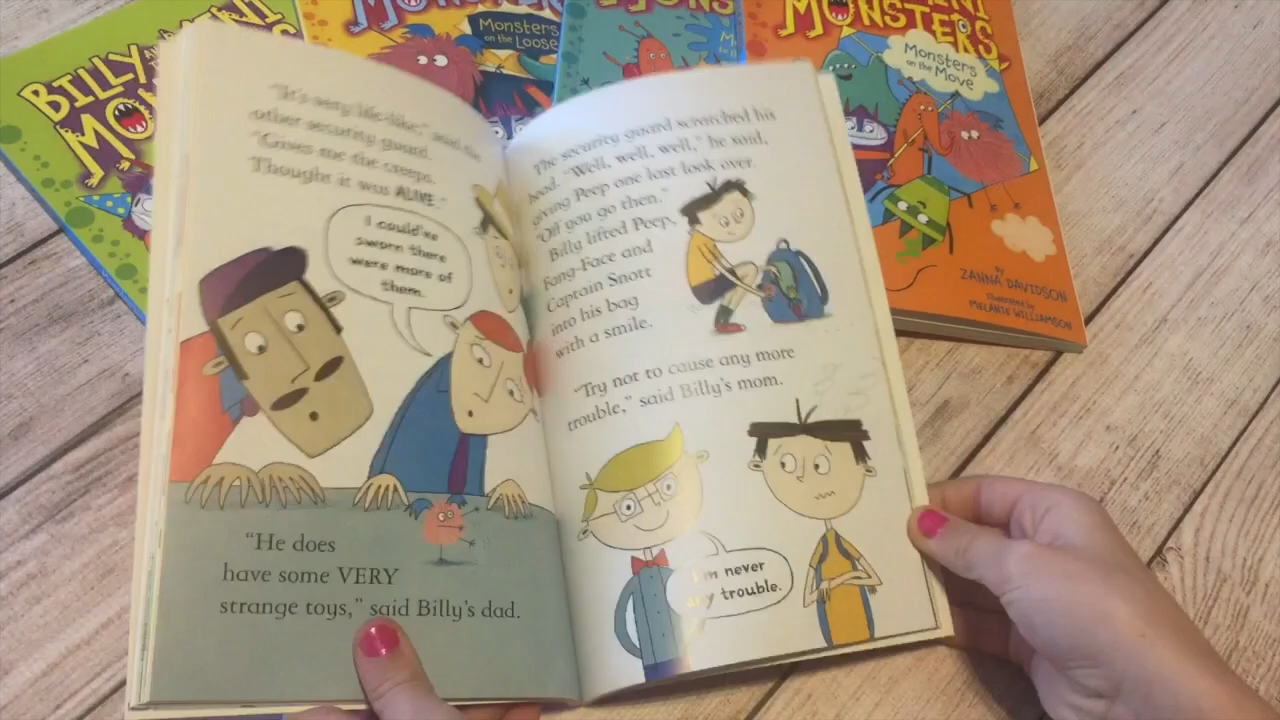 BILLY AND THE
MINI
MONSTERS
MONSTERS
Monsters
on the Loose
MONS
MINI
MONSTERS
Monsters
on the Move
By
ZANNA DAVIDSON
Illustrated by
MELANIE WILLIAMSON
"It's very life-like," said the
other security guard.
"Gives me the creeps.
Thought it was ALIVE."
I could've
sworn there
were more of
them.
"He does
have some VERY
strange toys," said Billy's dad.
The security guard scratched his
head. "Well, well, well," he said,
giving Peep one last look over.
"Off you go then."
Billy lifted Peep,
Fang-Face and
Captain Snott
into his bag
with a smile.
"Try not to cause any more
trouble," said Billy's mom.
I'm never
any trouble.